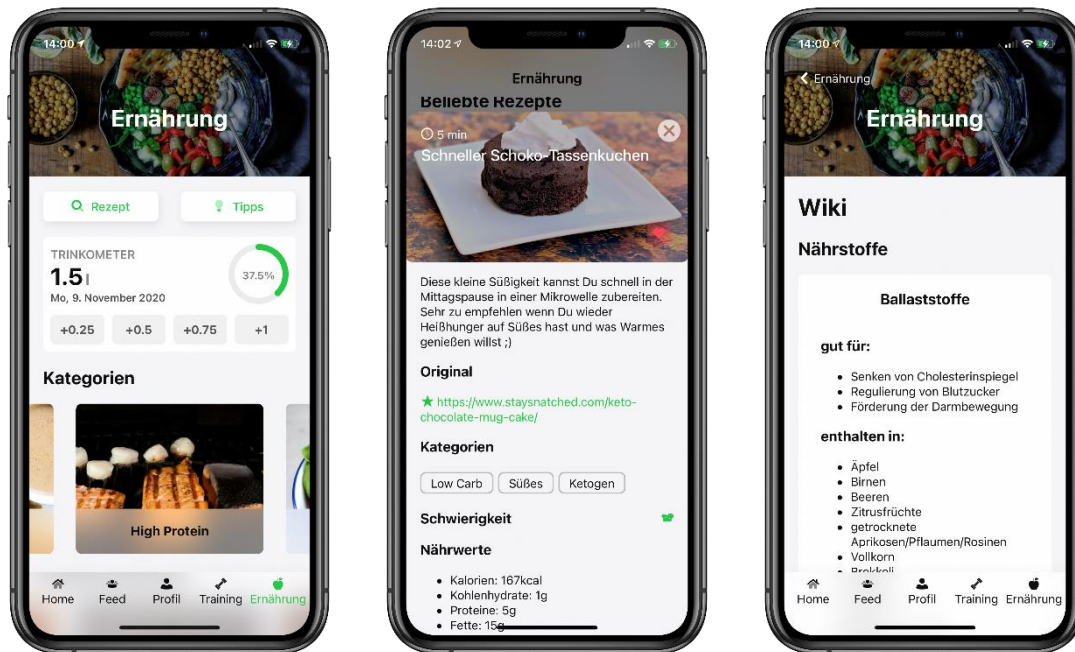 14:00
Ernährung
Rezept
Tipps
TRINKOMETER
1.5 l
37.5%
Mo, 9. November 2020
+0.25
+0.5
+0.75
+1
Kategorien
High Protein
Home
Feed
Profil
Training
Ernährung
14:02
Ernährung
Beliebte Rezepte
5 min
Schneller Schoko-Tassenkuchen
Diese kleine Süßigkeit kannst Du schnell in der
Mittagspause in einer Mikrowelle zubereiten.
Sehr zu empfehlen wenn Du wieder
Heißhunger auf Süßes hast und was Warmes
genießen willst ;)
Original
https://www.staysnatched.com/keto-
chocolate-mug-cake/
Kategorien
Low Carb
Süßes
Ketogen
Schwierigkeit
Nährwerte
Kalorien: 167kcal
Kohlenhydrate: 1g
Proteine: 5g
Fette: 15g
14:00
Ernährung
Ernährung
Wiki
Nährstoffe
Ballaststoffe
gut für:
Senken von Cholesterinspiegel
Regulierung von Blutzucker
Förderung der Darmbewegung
enthalten in:
Äpfel
Birnen
Beeren
Zitrusfrüchte
getrocknete
Aprikosen/Pflaumen/Rosinen
Vollkorn
Brokkoli
Home
Feed
Profil
Training
Ernährung